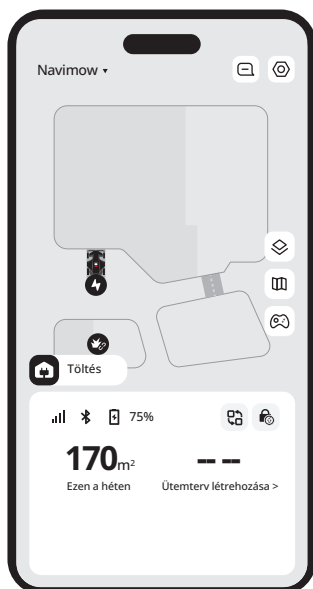 Navimow
Töltés
75%
170m²
-- --
Ezen a héten
Ütemterv létrehozása >